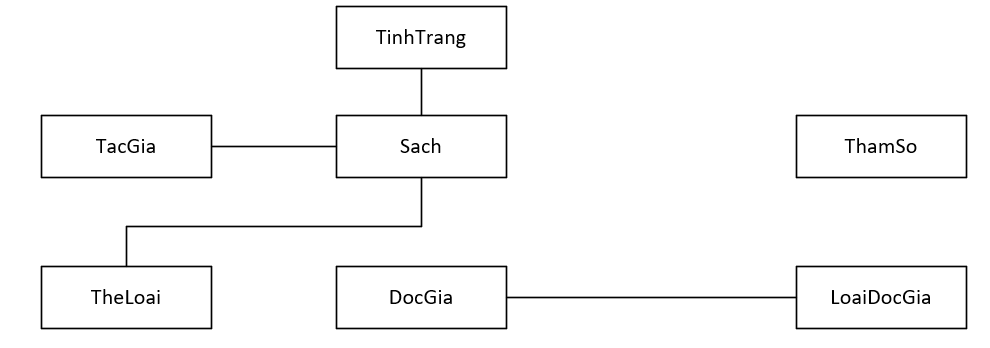 TinhTrang
TacGia
Sach
ThamSo
TheLoai
DocGia
LoaiDocGia